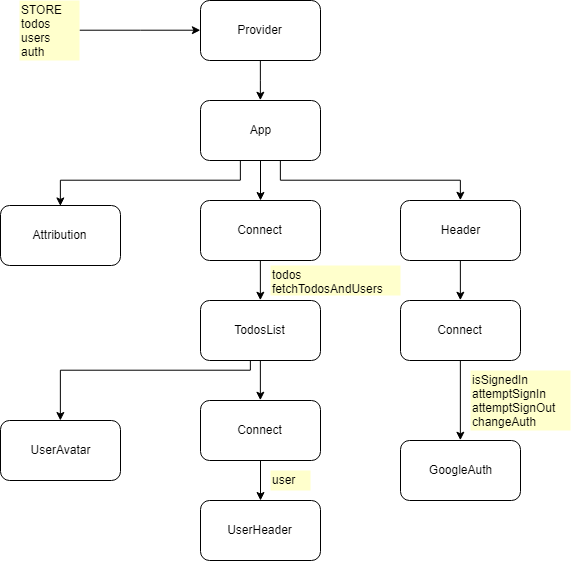 STORE
todos
users
auth
Provider
App
Attribution
Connect
Header
todos
fetchTodosAndUsers
TodosList
Connect
isSignedIn
attemptSignIn
attemptSignOut
changeAuth
UserAvatar
Connect
GoogleAuth
user
UserHeader